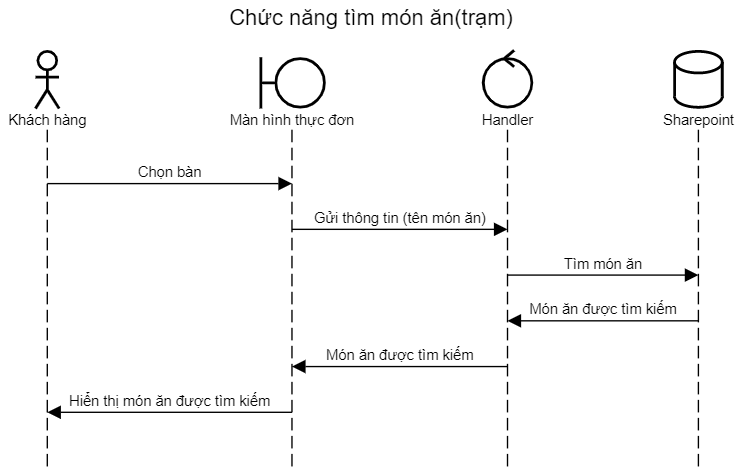 Chức năng tìm món ăn(trạm)
Khách hàng
Màn hình thực đơn
Handler
Sharepoint
Chọn bàn
Gửi thông tin (tên món ăn)
Tìm món ăn
Món ăn được tìm kiếm
Món ăn được tìm kiếm
Hiển thị món ăn được tìm kiếm